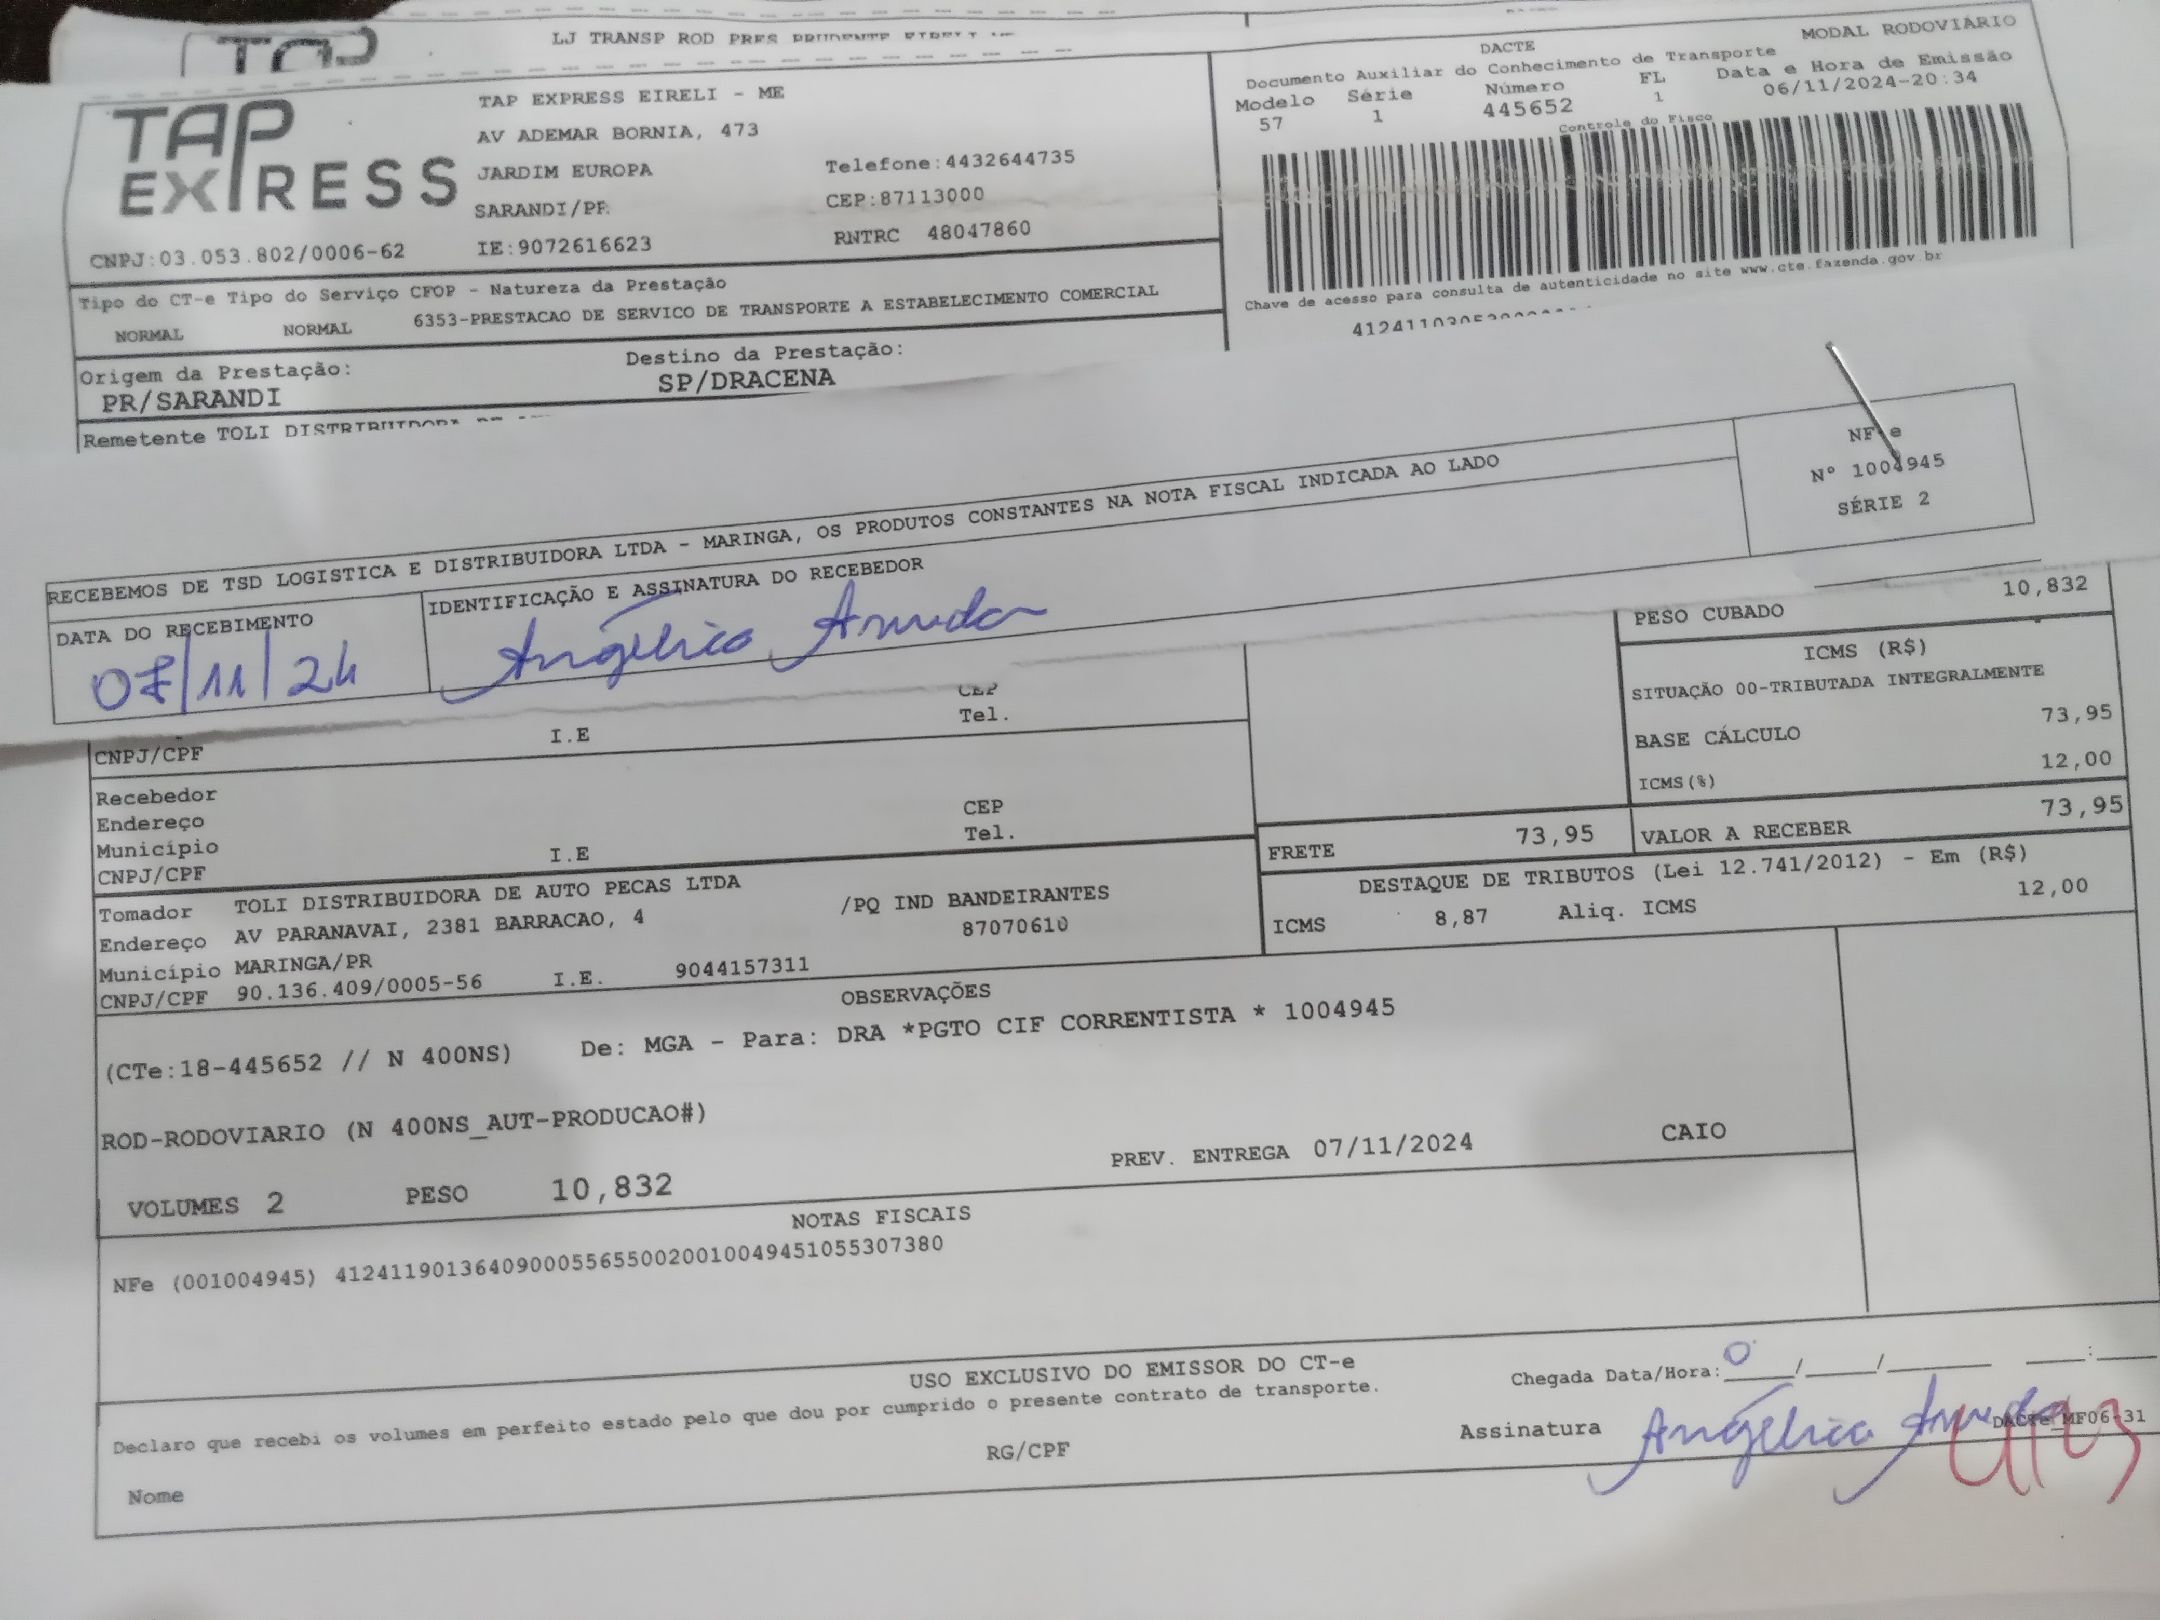 LJ TRANSP ROD PRES PRUDENTE EIRELI
TAP EXPRESS
TAP EXPRESS EIRELI - ME
AV ADEMAR BORNIA, 473
JARDIM EUROPA
Telefone:4432644735
SARANDI/PR
CEP:87113000
CNPJ:03.053.802/0006-62
IE:9072616623
RNTRC 48047860
MODAL RODOVIÁRIO
DACTE
Documento Auxiliar do Conhecimento de Transporte
Modelo Série Número FL Data e Hora de Emissão
57 1 445652 1 06/11/2024-20:34
Controle do Fisco
Chave de acesso para consulta de autenticidade no site www.cte.fazenda.gov.br
Tipo do CT-e Tipo do Serviço CFOP - Natureza da Prestação
NORMAL NORMAL 6353-PRESTACAO DE SERVICO DE TRANSPORTE A ESTABELECIMENTO COMERCIAL
Origem da Prestação: Destino da Prestação:
PR/SARANDI SP/DRACENA
Remetente TOLI DISTRIBUIDORA DE
RECEBEMOS DE TSD LOGISTICA E DISTRIBUIDORA LTDA - MARINGA, OS PRODUTOS CONSTANTES NA NOTA FISCAL INDICADA AO LADO
NF-e
Nº 1004945
SÉRIE 2
DATA DO RECEBIMENTO
07/11/24
IDENTIFICAÇÃO E ASSINATURA DO RECEBEDOR
Angélica Arruda
CEP
Tel.
CNPJ/CPF I.E
Recebedor
Endereço CEP
Município Tel.
CNPJ/CPF I.E
PESO CUBADO 10,832
ICMS (R$)
SITUAÇÃO 00-TRIBUTADA INTEGRALMENTE
BASE CÁLCULO 73,95
ICMS(%) 12,00
FRETE 73,95 VALOR A RECEBER 73,95
DESTAQUE DE TRIBUTOS (Lei 12.741/2012) - Em (R$)
ICMS 8,87 Aliq. ICMS 12,00
Tomador TOLI DISTRIBUIDORA DE AUTO PECAS LTDA
Endereço AV PARANAVAI, 2381 BARRACAO, 4 /PQ IND BANDEIRANTES
Município MARINGA/PR 87070610
CNPJ/CPF 90.136.409/0005-56 I.E. 9044157311
OBSERVAÇÕES
(CTe:18-445652 // N 400NS) De: MGA - Para: DRA *PGTO CIF CORRENTISTA * 1004945
ROD-RODOVIARIO (N 400NS_AUT-PRODUCAO#)
VOLUMES 2 PESO 10,832 PREV. ENTREGA 07/11/2024 CAIO
NOTAS FISCAIS
NFe (001004945) 41241190136409000556550020010049451055307380
USO EXCLUSIVO DO EMISSOR DO CT-e
Declaro que recebi os volumes em perfeito estado pelo que dou por cumprido o presente contrato de transporte.
Chegada Data/Hora: 0 / / :
Nome RG/CPF Assinatura Angélica Arruda
DACTe_MF06-31